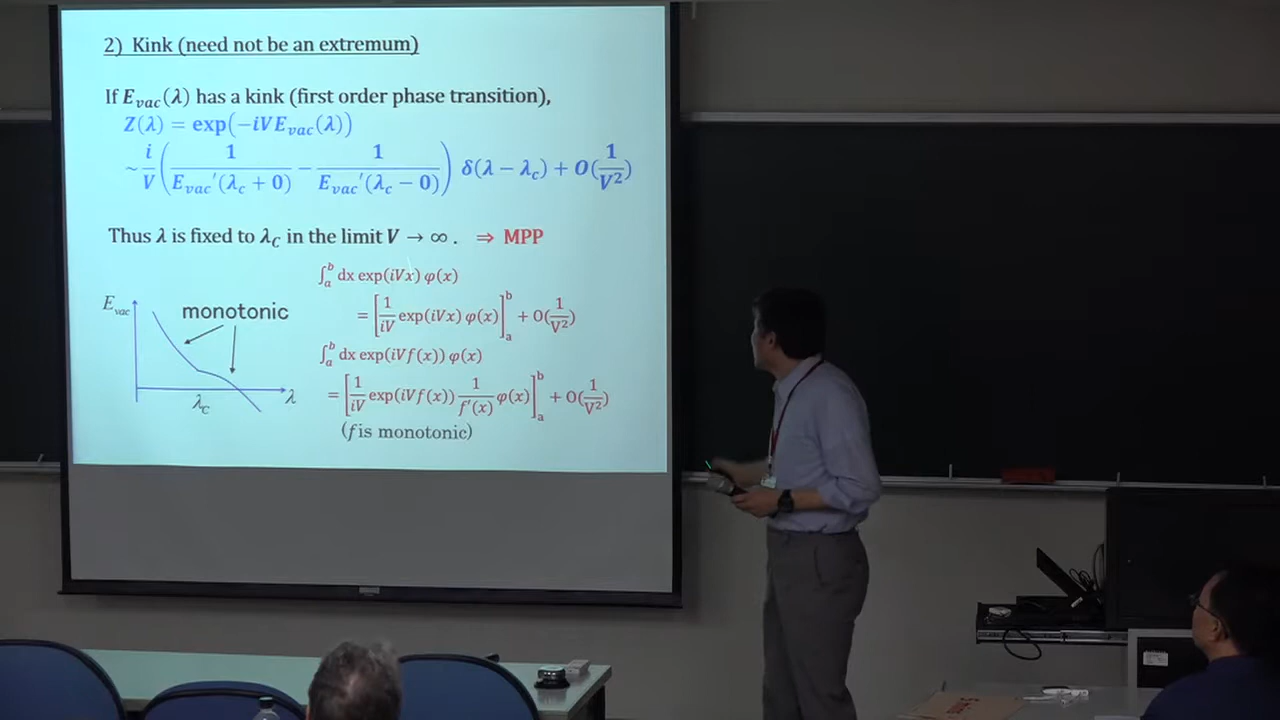 2) Kink (need not be an extremum)
If E_vac(λ) has a kink (first order phase transition),
Z(λ) = exp(−iVE_vac(λ))
~ i/V (1/E_vac′(λ_c + 0) − 1/E_vac′(λ_c − 0)) δ(λ − λ_c) + O(1/V²)
Thus λ is fixed to λ_C in the limit V → ∞ . ⇒ MPP
∫_a^b dx exp(iVx) φ(x)
= [1/iV exp(iVx) φ(x)]_a^b + O(1/V²)
∫_a^b dx exp(iVf(x)) φ(x)
= [1/iV exp(iVf(x)) 1/f′(x) φ(x)]_a^b + O(1/V²)
(f is monotonic)
E_vac
monotonic
λ_C
λ